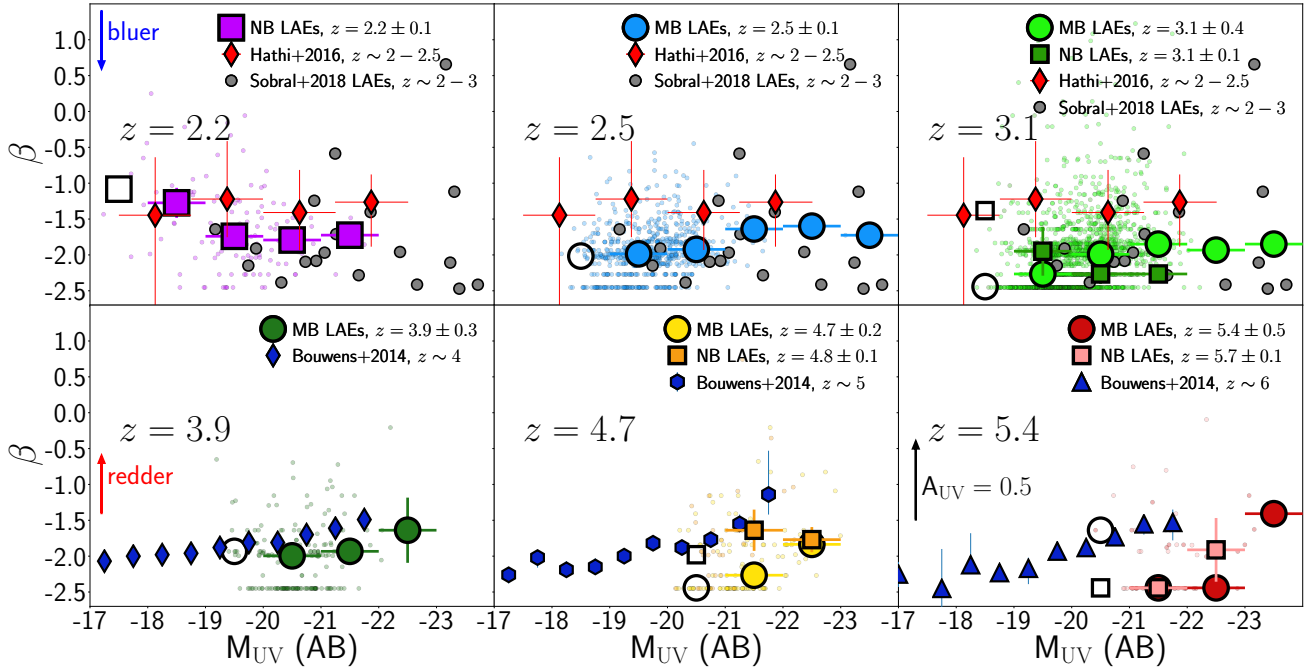 bluer
NB LAEs, z = 2.2 ± 0.1
Hathi+2016, z ∼ 2 − 2.5
Sobral+2018 LAEs, z ∼ 2 − 3
z = 2.2
MB LAEs, z = 2.5 ± 0.1
Hathi+2016, z ∼ 2 − 2.5
Sobral+2018 LAEs, z ∼ 2 − 3
z = 2.5
MB LAEs, z = 3.1 ± 0.4
NB LAEs, z = 3.1 ± 0.1
Hathi+2016, z ∼ 2 − 2.5
Sobral+2018 LAEs, z ∼ 2 − 3
z = 3.1
β
1.0
0.5
0.0
-0.5
-1.0
-1.5
-2.0
-2.5
MB LAEs, z = 3.9 ± 0.3
Bouwens+2014, z ∼ 4
z = 3.9
redder
MB LAEs, z = 4.7 ± 0.2
NB LAEs, z = 4.8 ± 0.1
Bouwens+2014, z ∼ 5
z = 4.7
MB LAEs, z = 5.4 ± 0.5
NB LAEs, z = 5.7 ± 0.1
Bouwens+2014, z ∼ 6
z = 5.4
A_UV = 0.5
β
1.0
0.5
0.0
-0.5
-1.0
-1.5
-2.0
-2.5
-17 -18 -19 -20 -21 -22 -23
-17 -18 -19 -20 -21 -22 -23
-17 -18 -19 -20 -21 -22 -23 -24
M_UV (AB)
M_UV (AB)
M_UV (AB)